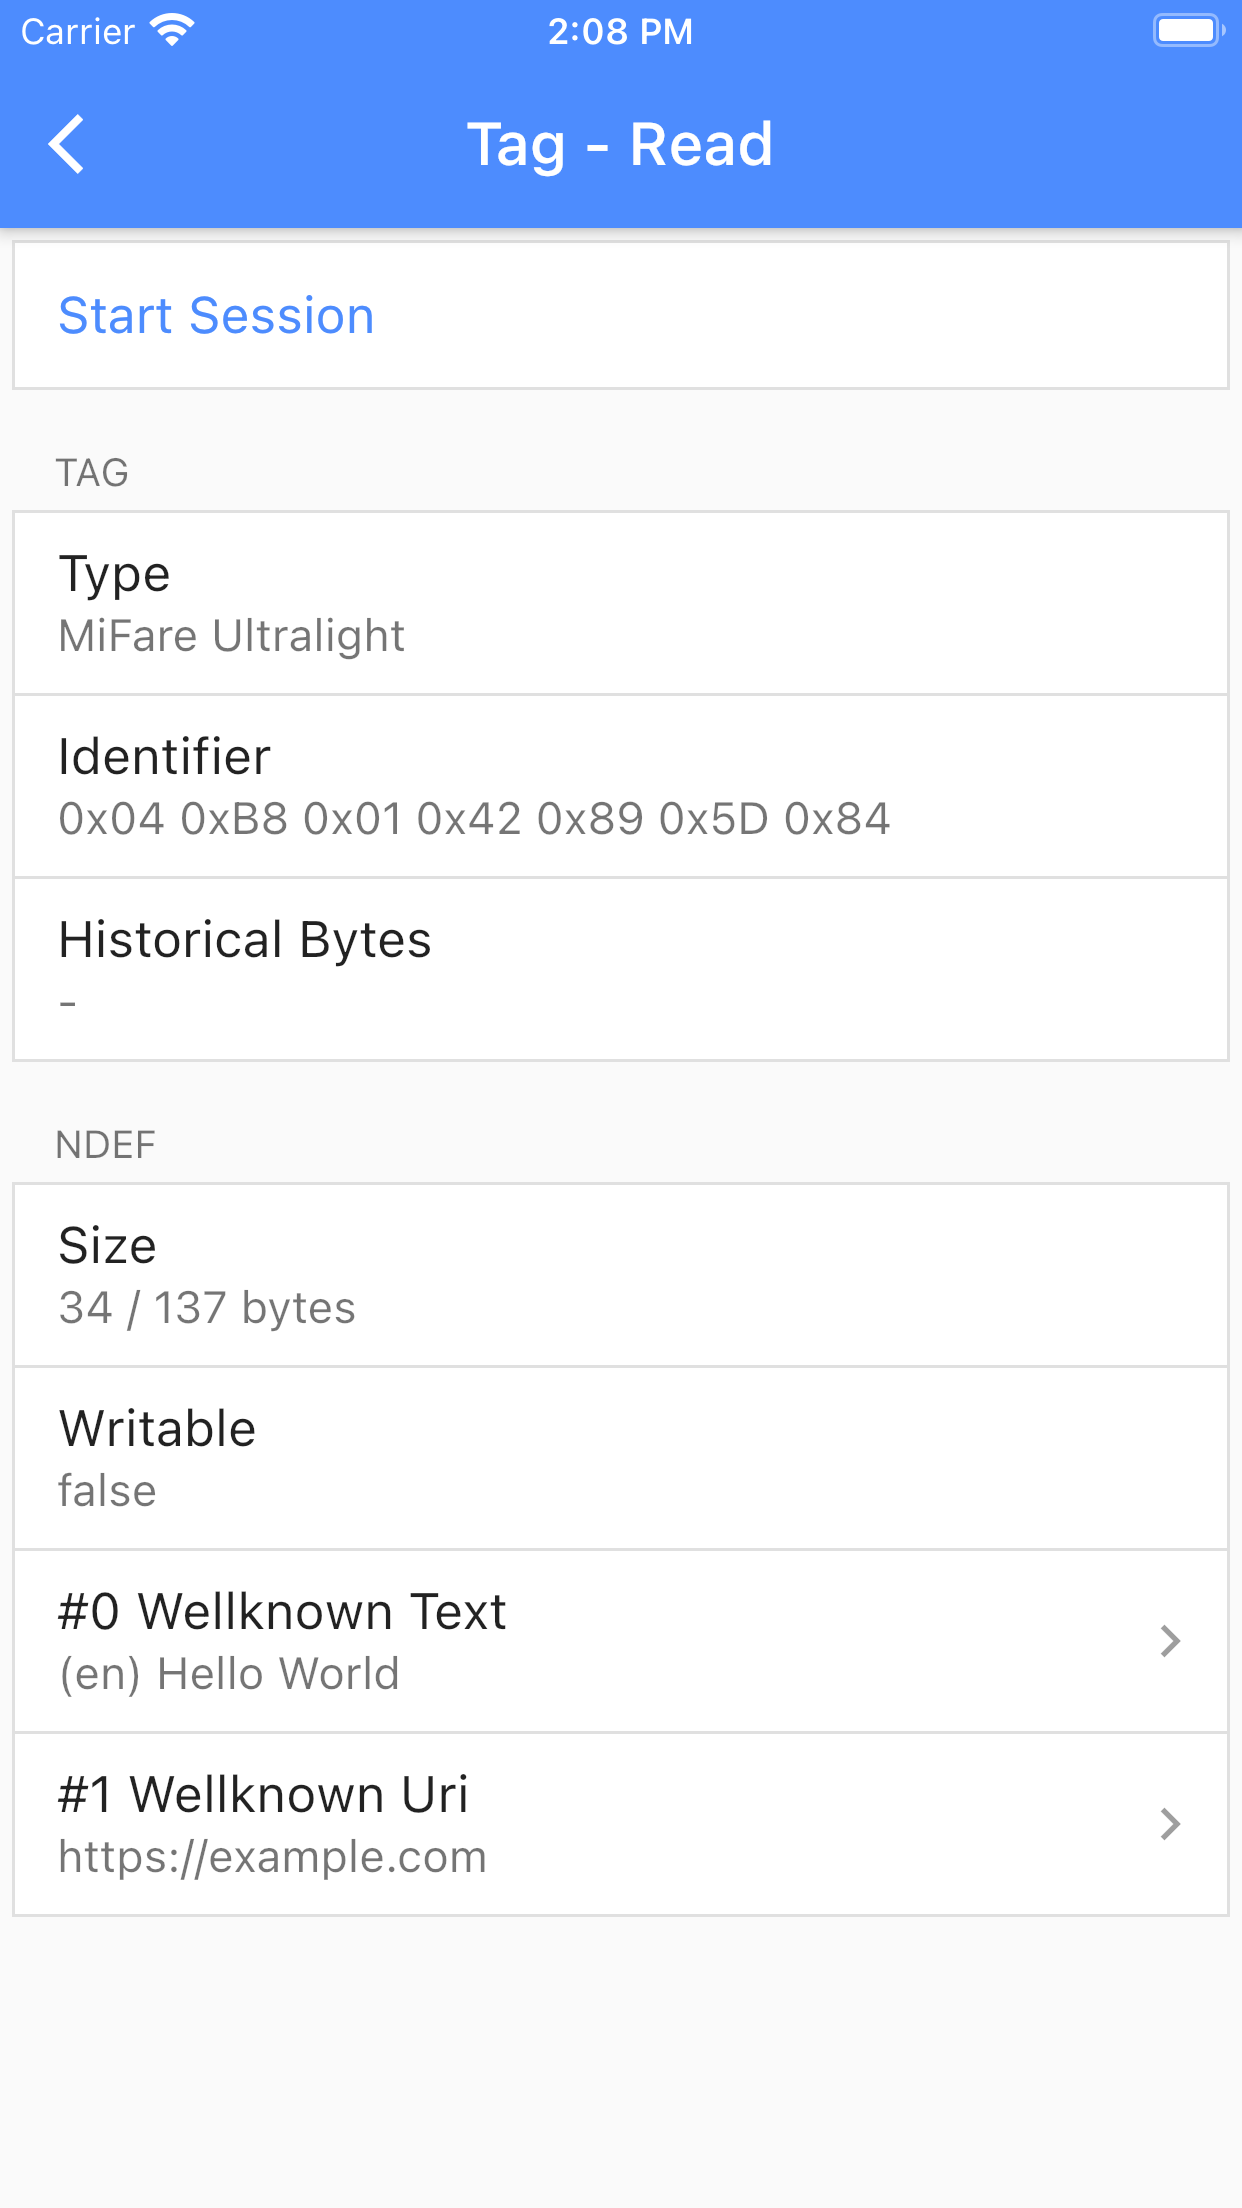 Carrier 2:08 PM
Tag - Read
Start Session
TAG
Type
MiFare Ultralight
Identifier
0x04 0xB8 0x01 0x42 0x89 0x5D 0x84
Historical Bytes
-
NDEF
Size
34 / 137 bytes
Writable
false
#0 Wellknown Text
(en) Hello World
#1 Wellknown Uri
https://example.com